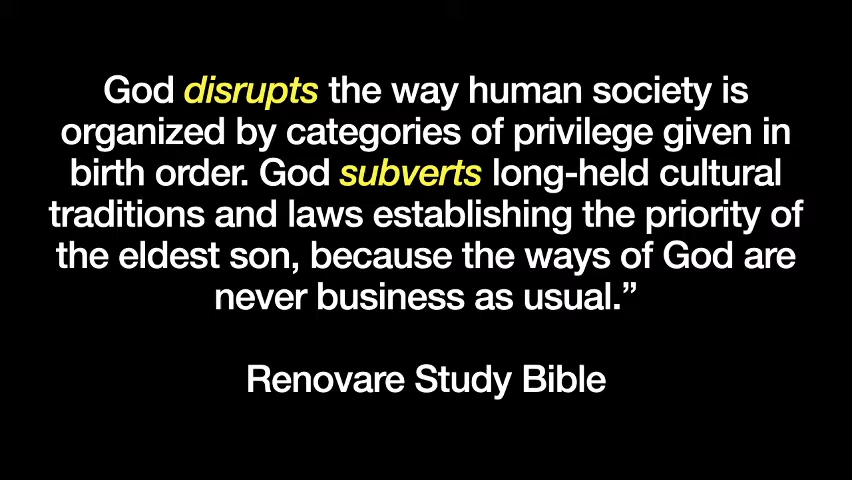 God disrupts the way human society is
organized by categories of privilege given in
birth order. God subverts long-held cultural
traditions and laws establishing the priority of
the eldest son, because the ways of God are
never business as usual.”
Renovare Study Bible